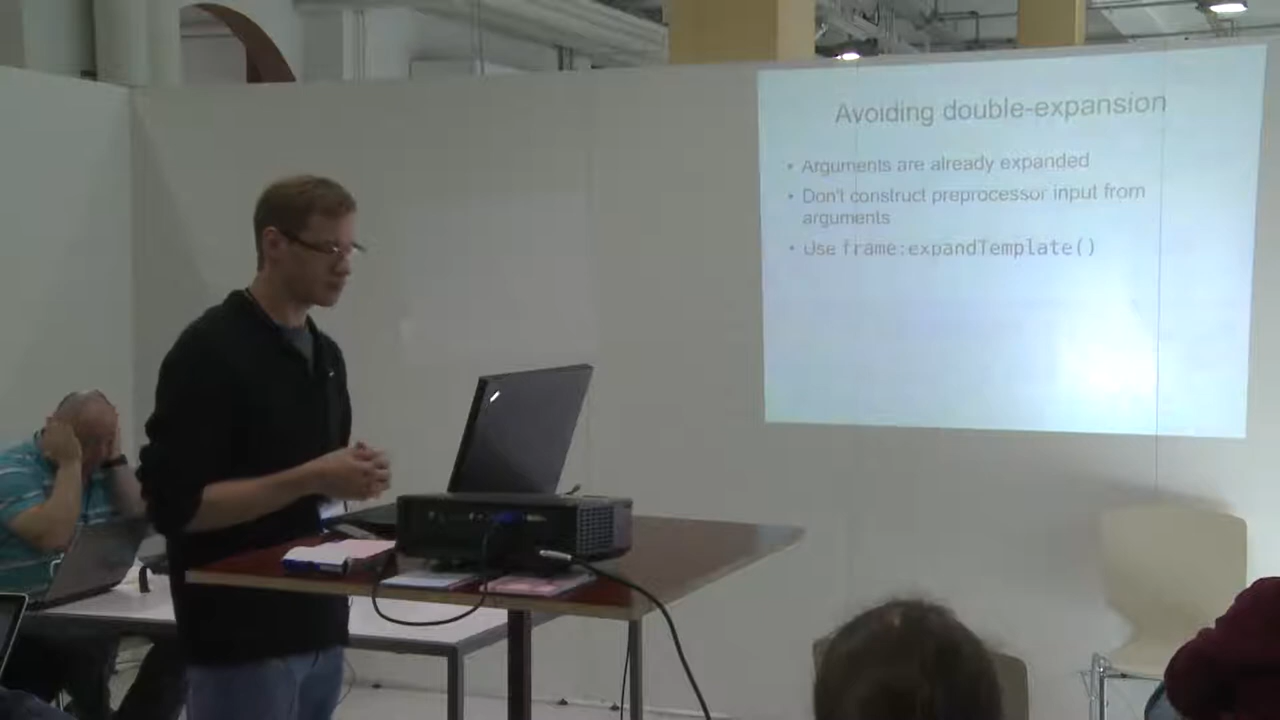 Avoiding double-expansion
• Arguments are already expanded
• Don't construct preprocessor input from
arguments
• Use frame:expandTemplate()